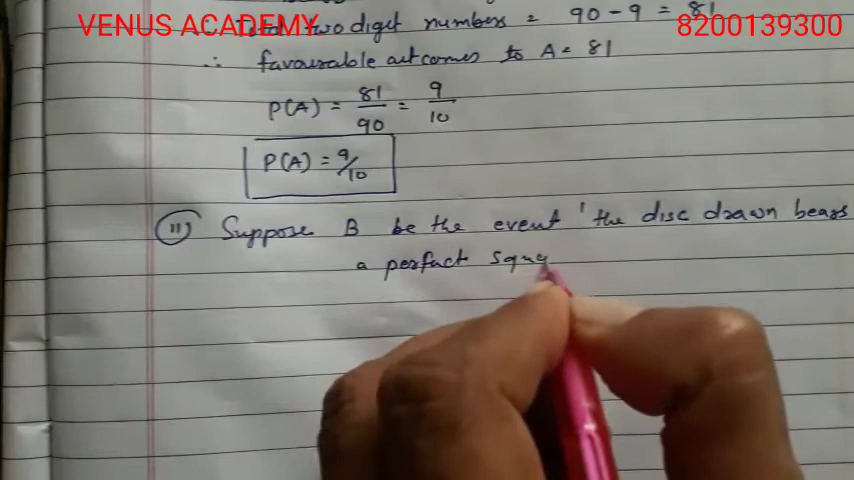 VENUS ACADEMY
8200139300
two digit numbers = 90 - 9 = 81
∴ favourable outcomes to A = 81
P(A) = 81/90 = 9/10
P(A) = 9/10
(ii) Suppose B be the event ' the disc drawn bears
a perfect squa